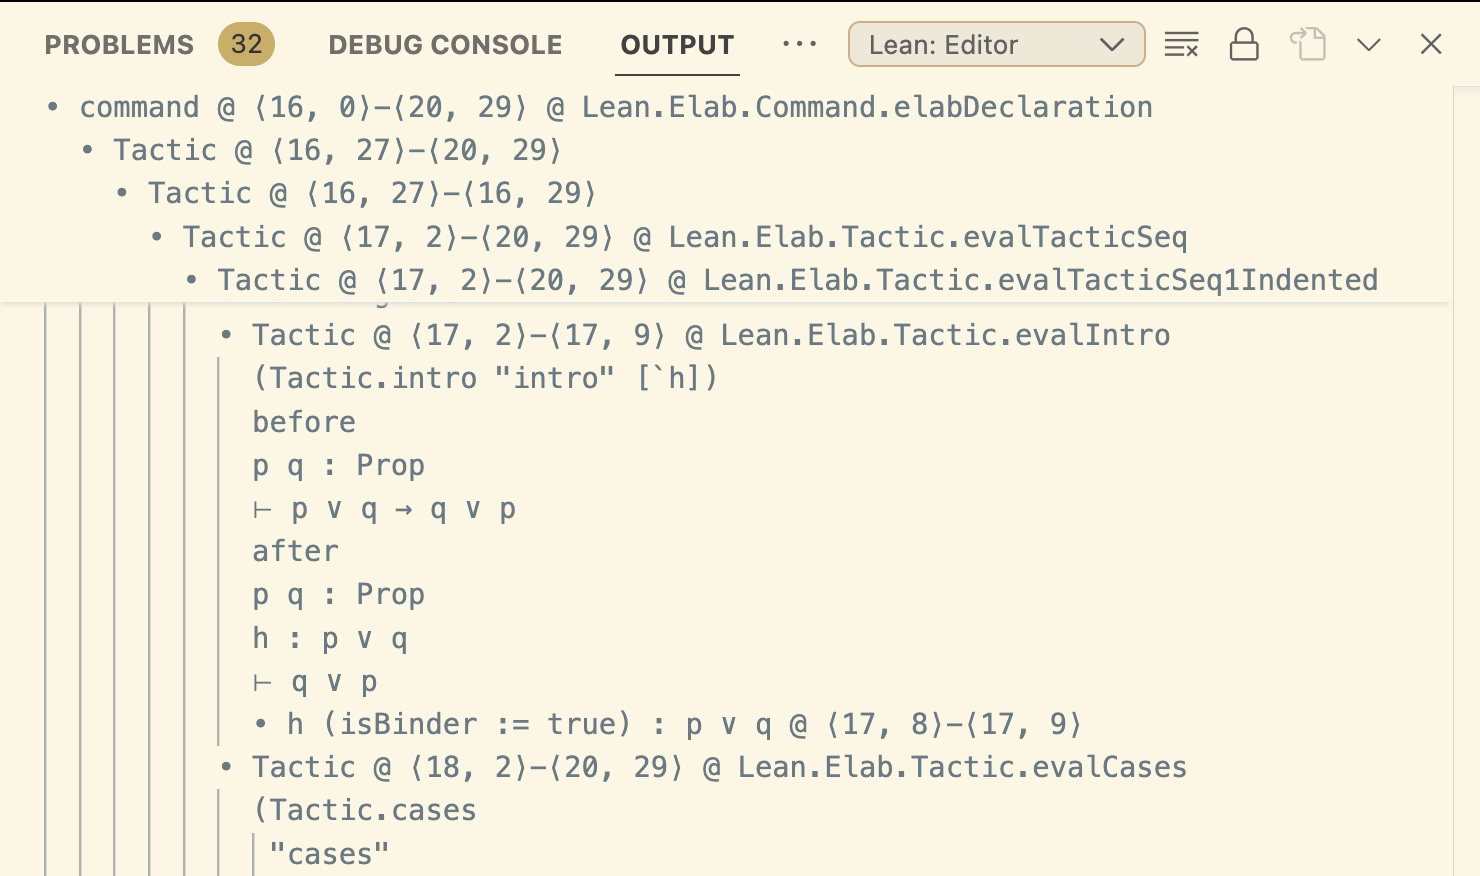 PROBLEMS 32 DEBUG CONSOLE OUTPUT ··· Lean: Editor
• command @ ⟨16, 0⟩-⟨20, 29⟩ @ Lean.Elab.Command.elabDeclaration
• Tactic @ ⟨16, 27⟩-⟨20, 29⟩
• Tactic @ ⟨16, 27⟩-⟨16, 29⟩
• Tactic @ ⟨17, 2⟩-⟨20, 29⟩ @ Lean.Elab.Tactic.evalTacticSeq
• Tactic @ ⟨17, 2⟩-⟨20, 29⟩ @ Lean.Elab.Tactic.evalTacticSeq1Indented
• Tactic @ ⟨17, 2⟩-⟨17, 9⟩ @ Lean.Elab.Tactic.evalIntro
(Tactic.intro "intro" [`h])
before
p q : Prop
⊢ p ∨ q → q ∨ p
after
p q : Prop
h : p ∨ q
⊢ q ∨ p
• h (isBinder := true) : p ∨ q @ ⟨17, 8⟩-⟨17, 9⟩
• Tactic @ ⟨18, 2⟩-⟨20, 29⟩ @ Lean.Elab.Tactic.evalCases
(Tactic.cases
"cases"